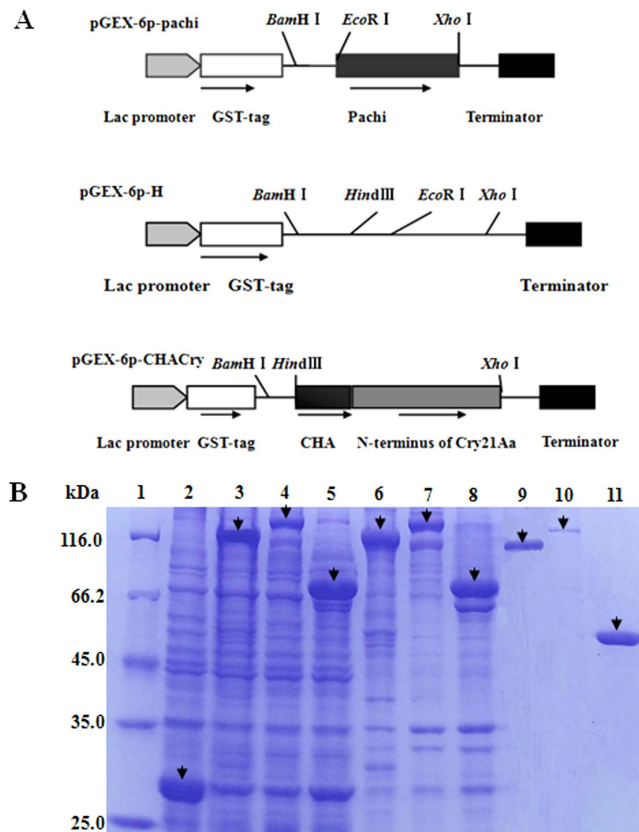 A
pGEX-6p-pachi
BamH I
EcoR I
Xho I
Lac promoter
GST-tag
Pachi
Terminator
pGEX-6p-H
BamH I
HindIII
EcoR I
Xho I
Lac promoter
GST-tag
Terminator
pGEX-6p-CHACry
BamH I
HindIII
Xho I
Lac promoter
GST-tag
CHA
N-terminus of Cry21Aa
Terminator
B
kDa
1 2 3 4 5 6 7 8 9 10 11
116.0
66.2
45.0
35.0
25.0